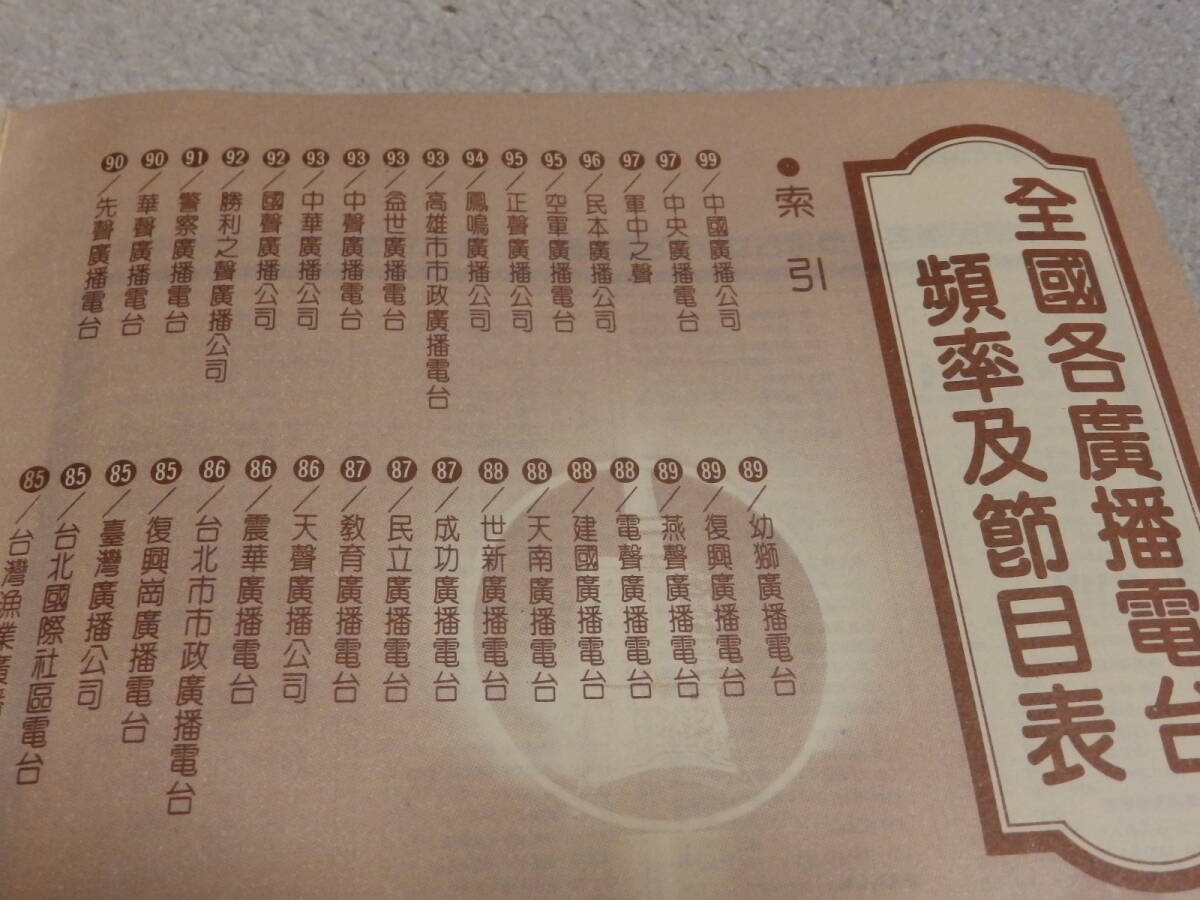 全國各廣播電台
頻率及節目表
●索引
99/中國廣播公司
97/中央廣播電台
97/軍中之聲
96/民本廣播公司
95/空軍廣播電台
95/正聲廣播公司
94/鳳鳴廣播公司
93/高雄市市政廣播電台
93/益世廣播電台
93/中聲廣播電台
93/中華廣播公司
92/國聲廣播公司
92/勝利之聲廣播公司
91/警察廣播電台
90/華聲廣播電台
90/先聲廣播電台
89/幼獅廣播電台
89/復興廣播電台
89/燕聲廣播電台
88/電聲廣播電台
88/建國廣播電台
88/天南廣播電台
88/世新廣播電台
87/成功廣播電台
87/民立廣播電台
87/教育廣播電台
86/天聲廣播公司
86/震華廣播電台
86/台北市市政廣播電台
85/復興崗廣播電台
85/臺灣廣播公司
85/台北國際社區電台
85/台灣漁業廣播